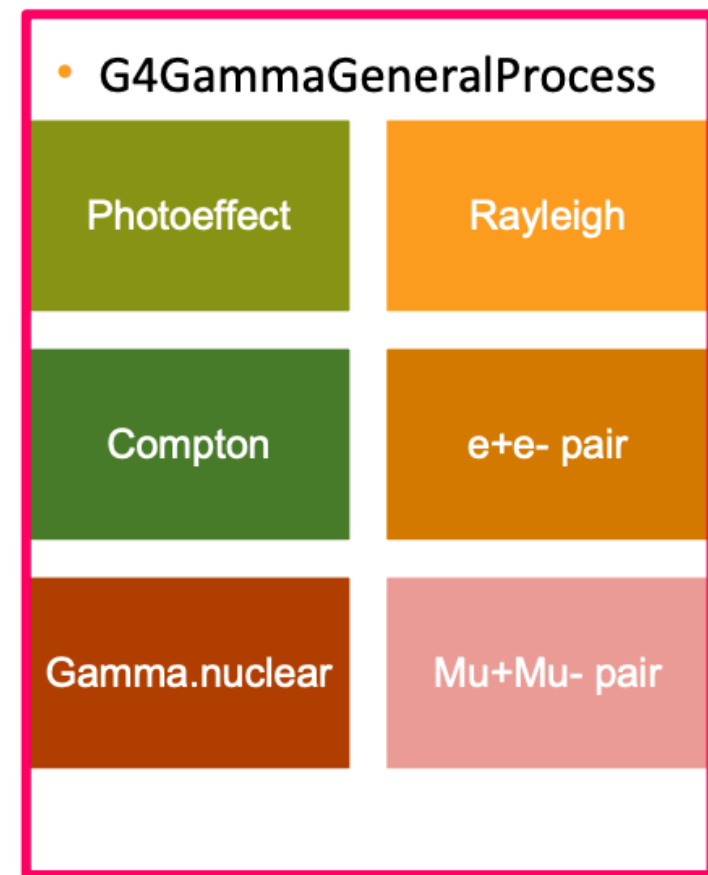 • G4GammaGeneralProcess
Photoeffect
Rayleigh
Compton
e+e- pair
Gamma.nuclear
Mu+Mu- pair